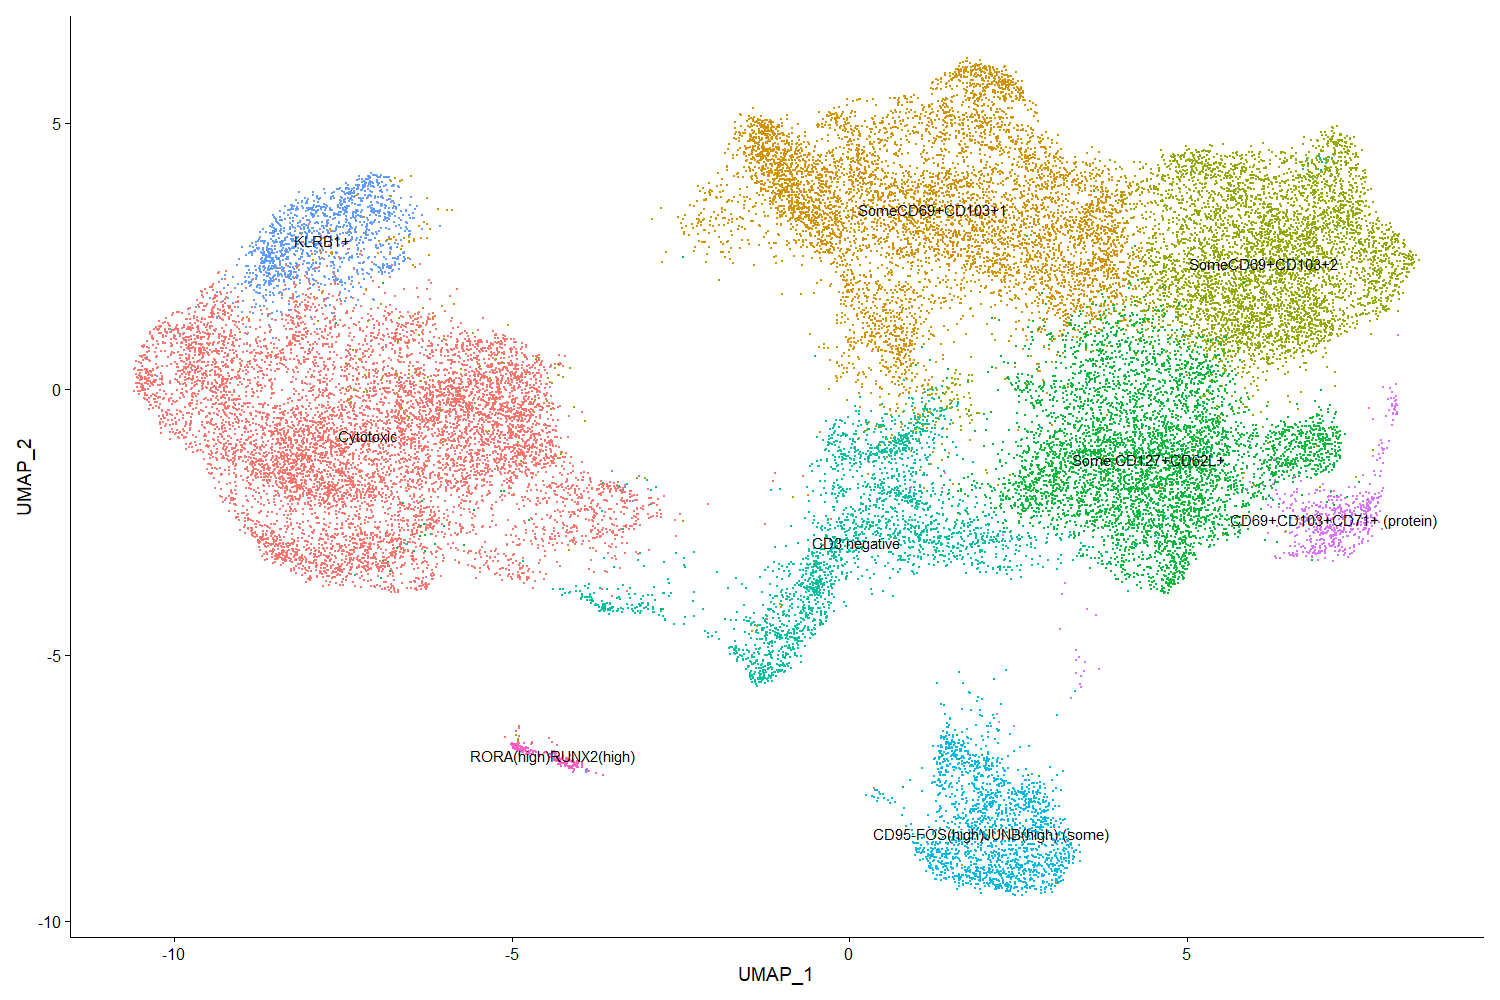 5
0
-5
-10
UMAP_2
SomeCD69+CD103+1
KLRB1+
SomeCD69+CD103+2
Cytotoxic
Some CD127+CD62L+
CD69+CD103+CD71+ (protein)
CD3 negative
RORA(high)RUNX2(high)
CD95-FOS(high)JUNB(high) (some)
-10
-5
0
5
UMAP_1